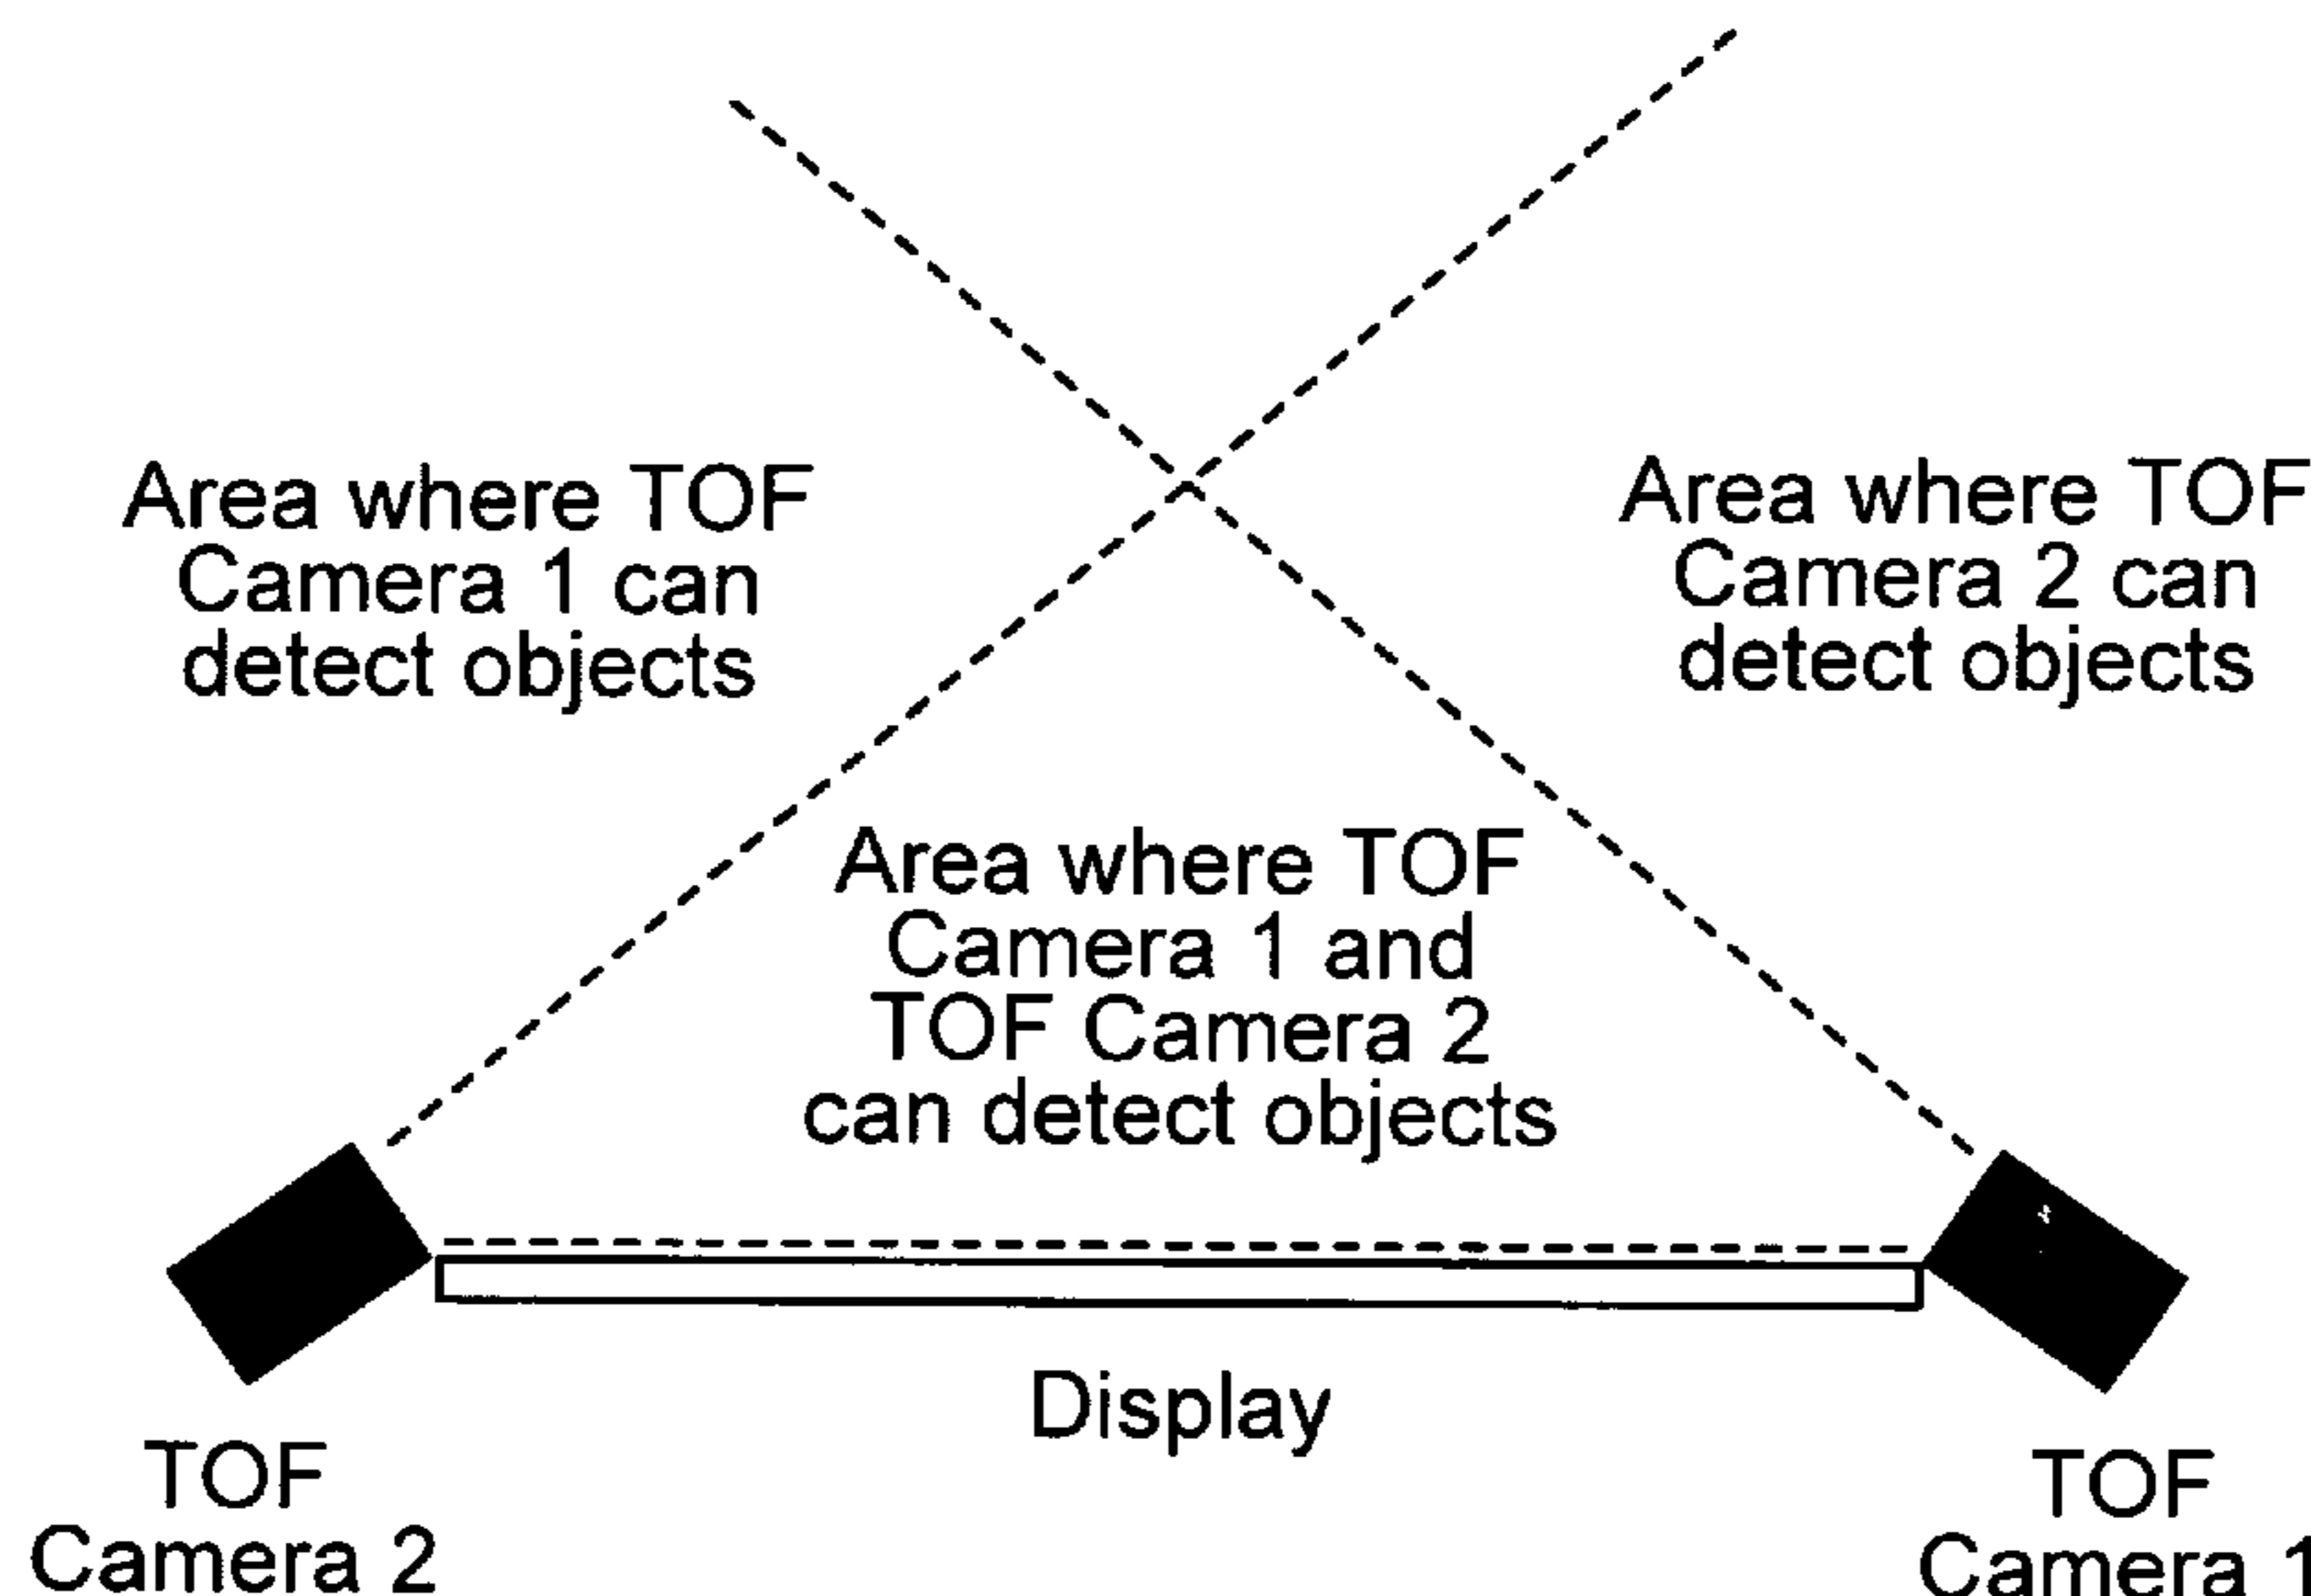 Area where TOF
Camera 1 can
detect objects
Area where TOF
Camera 2 can
detect objects
Area where TOF
Camera 1 and
TOF Camera 2
can detect objects
Display
TOF
Camera 2
TOF
Camera 1